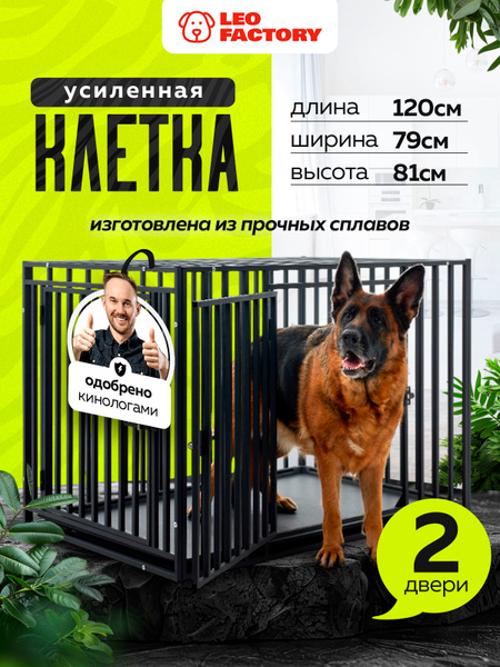 LEO
FACTORY
усиленная
КЛЕТКА
длина 120см
ширина 79см
высота 81см
изготовлена из прочных сплавов
одобрено
кинологами
2
двери